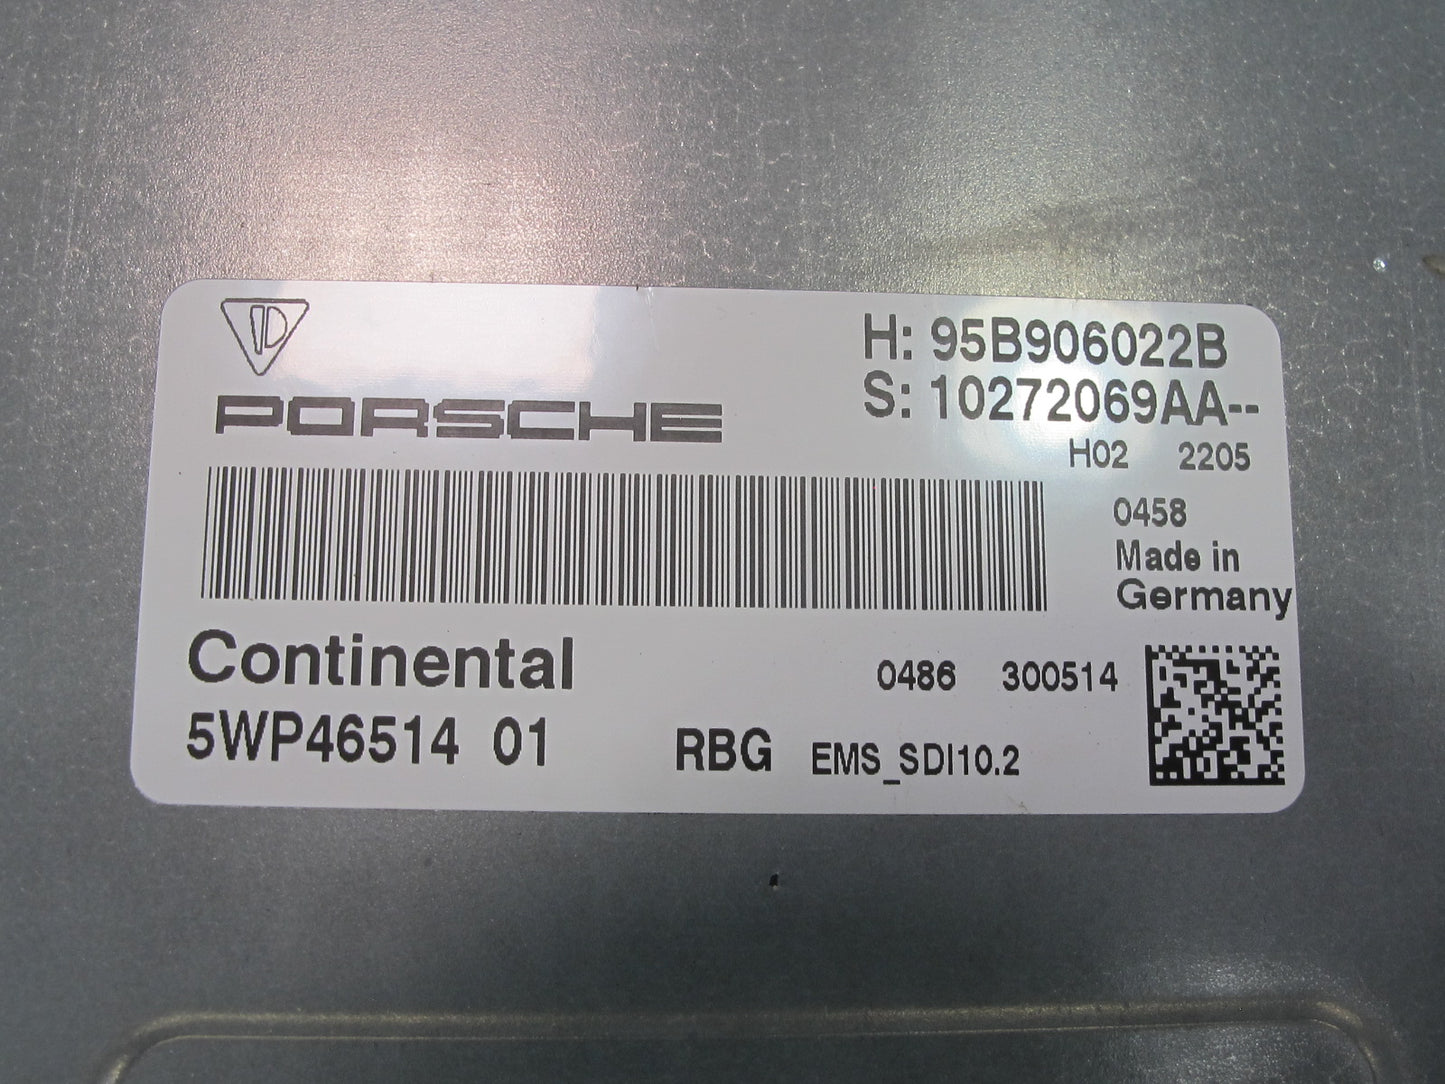 PORSCHE
H: 95B906022B
S: 10272069AA--
H02 2205
0458
Made in
Germany
Continental
0486 300514
5WP46514 01 RBG EMS_SDI10.2